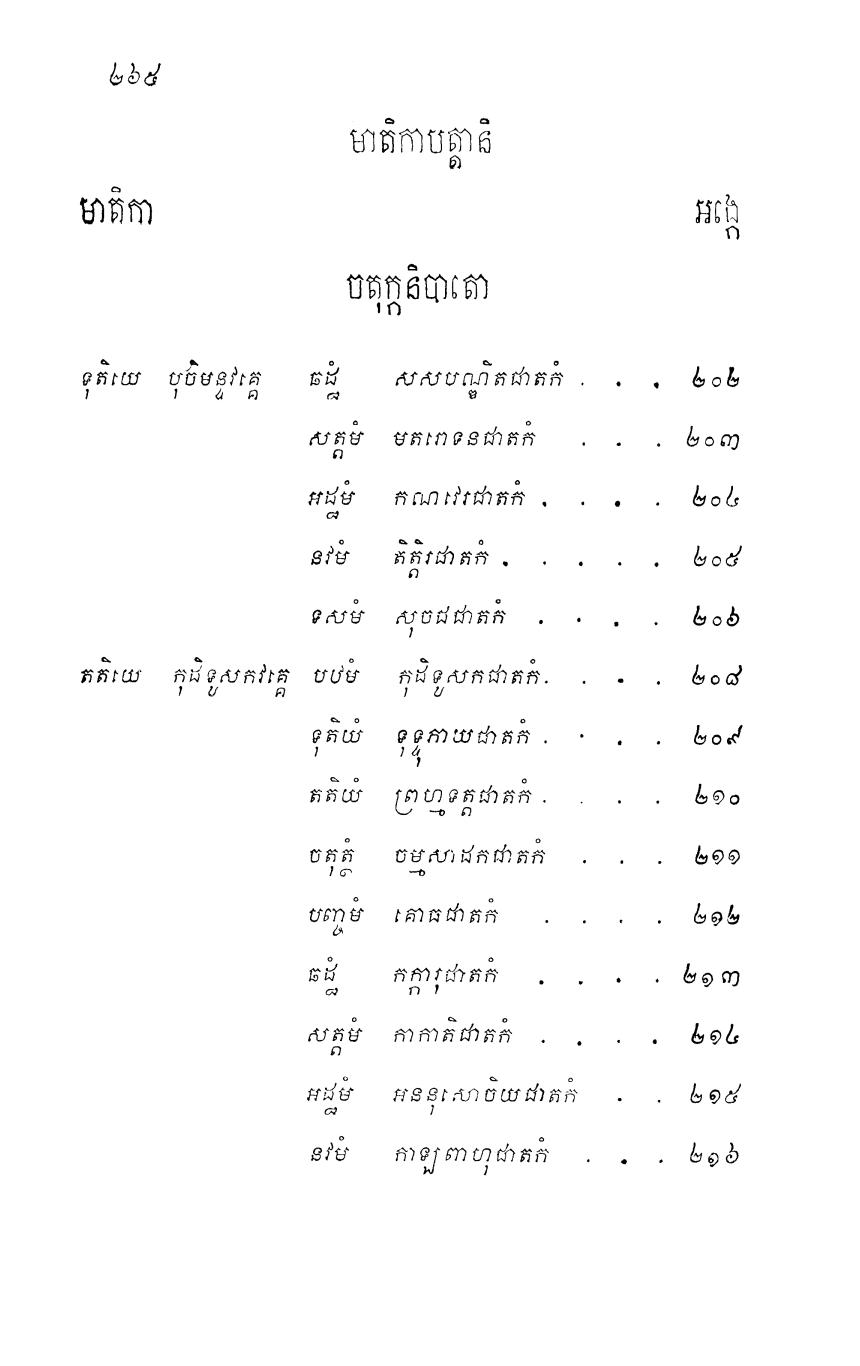 ២៦៥
មាតិកាបត្តានិ
មាតិកា អង្កេ
ចតុក្កនិបាតោ
ទុតិយេ បុចិមន្ទវគ្គេ ឆដ្ឋំ សសបណ្ឌិតជាតកំ . . . ២០២
សត្តមំ មតរោទនជាតកំ . . . ២០៣
អដ្ឋមំ កណវេរជាតកំ . . . . ២០៤
នវមំ តិត្តិរជាតកំ . . . . . ២០៥
ទសមំ សុចជជាតកំ . . . . ២០៦
តតិយេ កុដិទូសកវគ្គេ បឋមំ កុដិទូសកជាតកំ . . . . ២០៨
ទុតិយំ ទុទ្ទុភាយជាតកំ . . . . ២០៩
តតិយំ ព្រហ្មទត្តជាតកំ . . . . ២១០
ចតុត្ថំ ចម្មសាដកជាតកំ . . . ២១១
បញ្ចមំ គោធជាតកំ . . . . ២១២
ឆដ្ឋំ កក្ការុជាតកំ . . . . ២១៣
សត្តមំ កាកាតិជាតកំ . . . . ២១៤
អដ្ឋមំ អននុសោចិយជាតកំ . . ២១៥
នវមំ កាឡពាហុជាតកំ . . . ២១៦